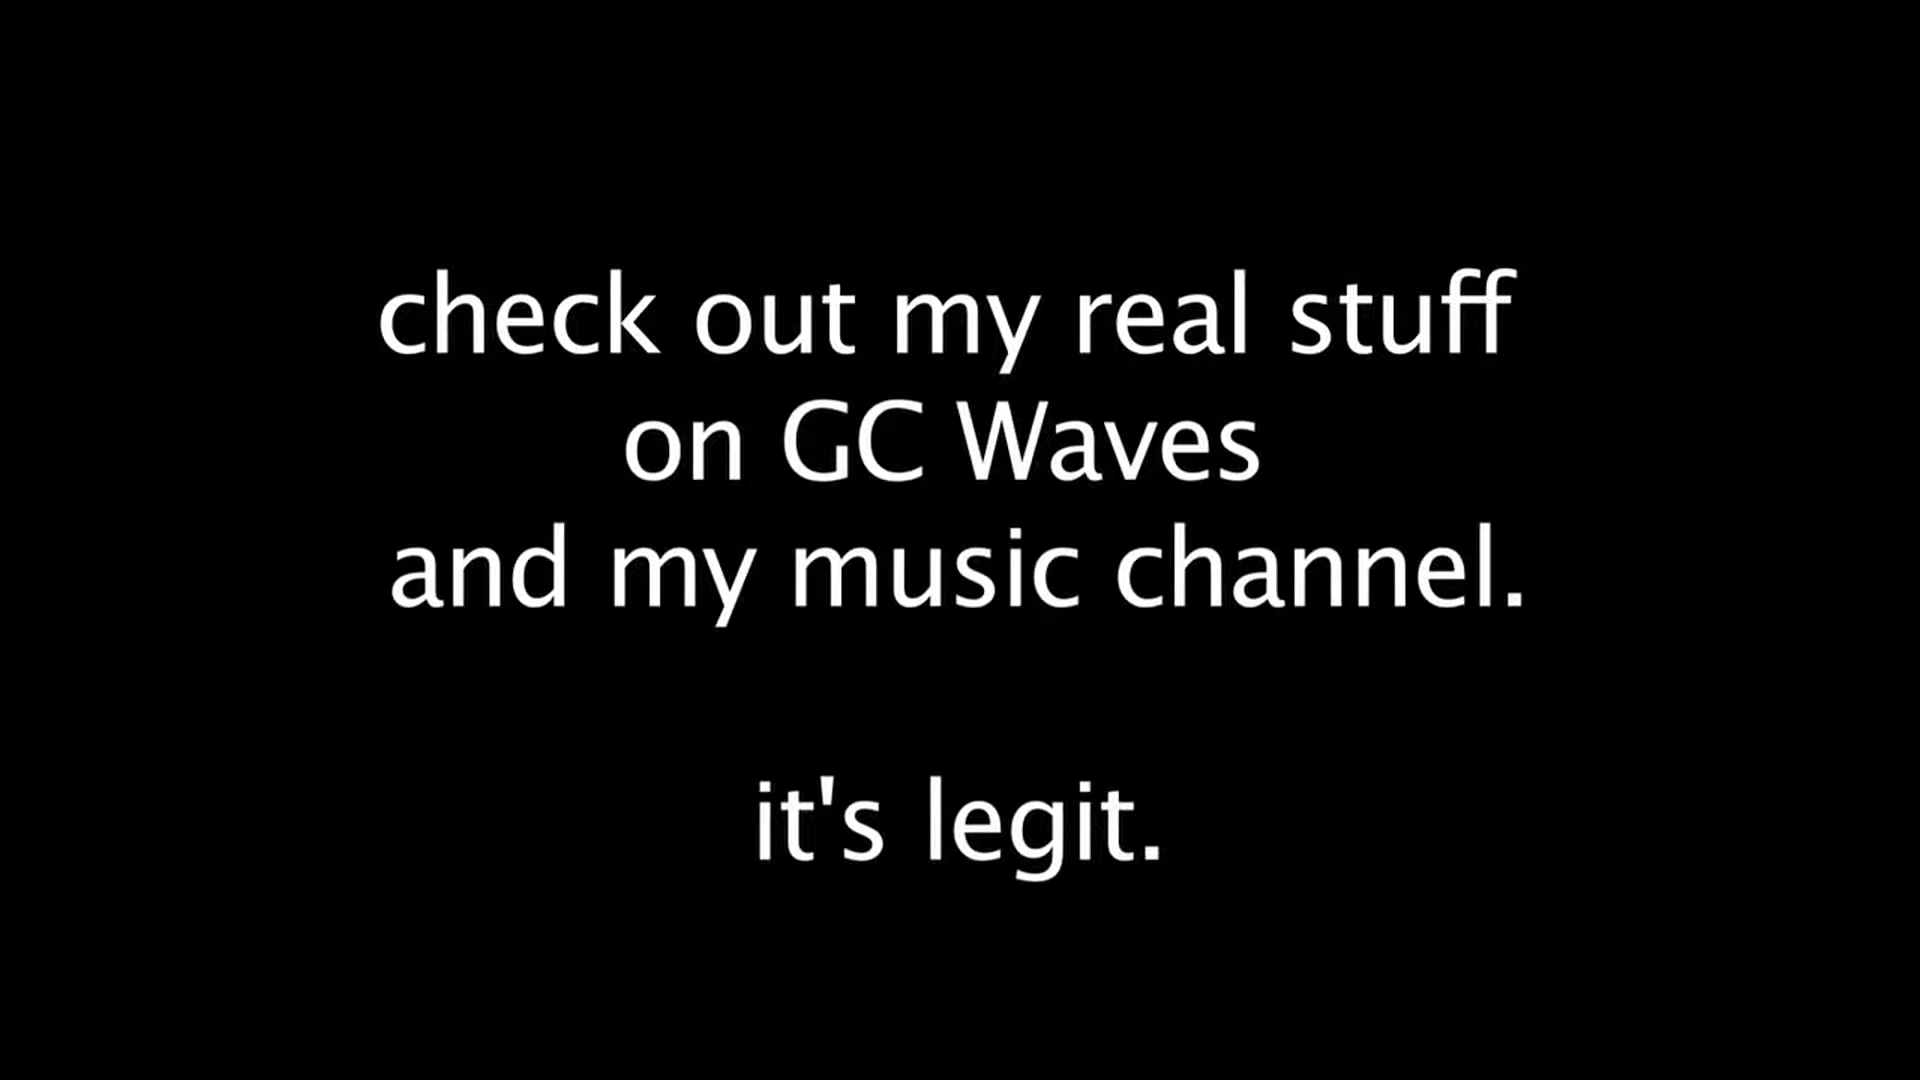 check out my real stuff
on GC Waves
and my music channel.
it's legit.